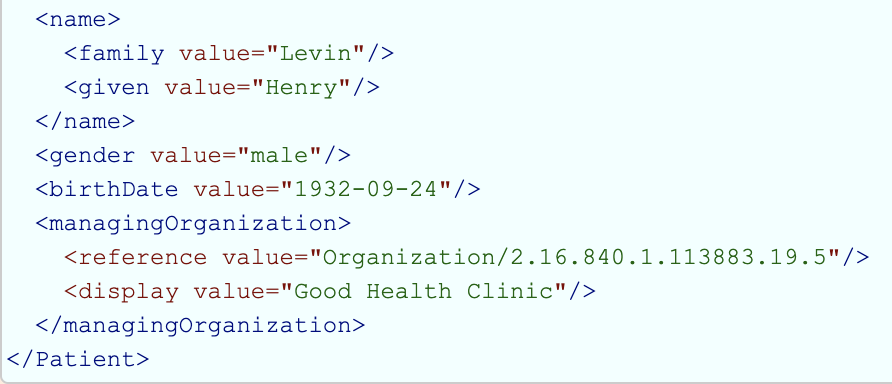 <name>
<family value="Levin"/>
<given value="Henry"/>
</name>
<gender value="male"/>
<birthDate value="1932-09-24"/>
<managingOrganization>
<reference value="Organization/2.16.840.1.113883.19.5"/>
<display value="Good Health Clinic"/>
</managingOrganization>
</Patient>